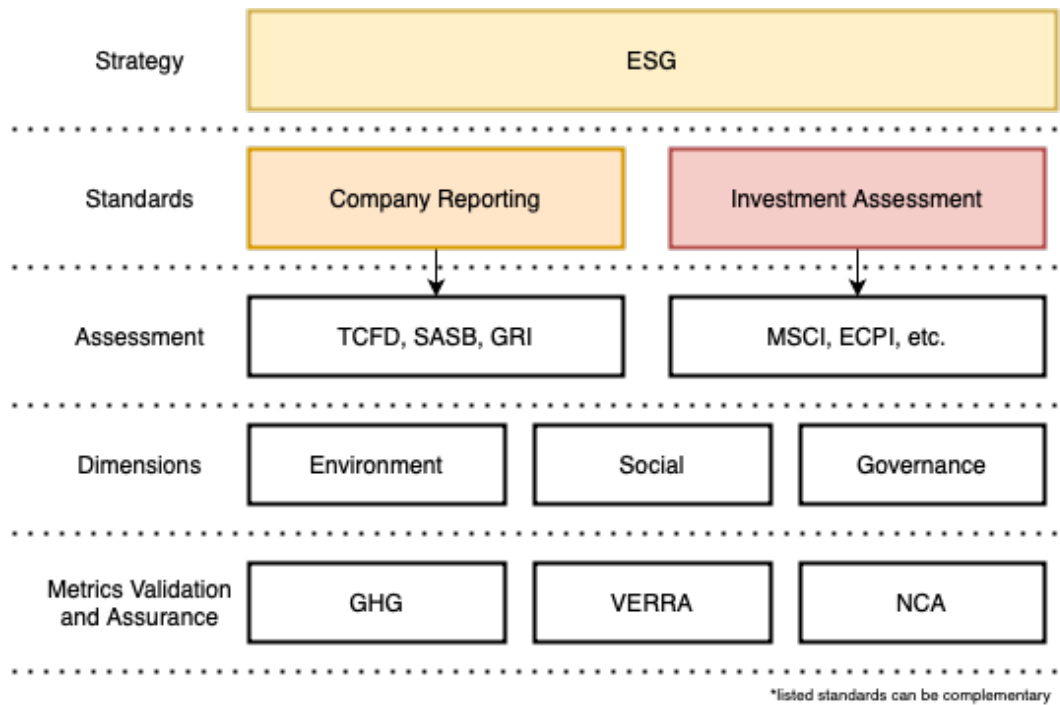 Strategy
ESG
Standards
Company Reporting
Investment Assessment
Assessment
TCFD, SASB, GRI
MSCI, ECPI, etc.
Dimensions
Environment
Social
Governance
Metrics Validation
and Assurance
GHG
VERRA
NCA
*listed standards can be complementary